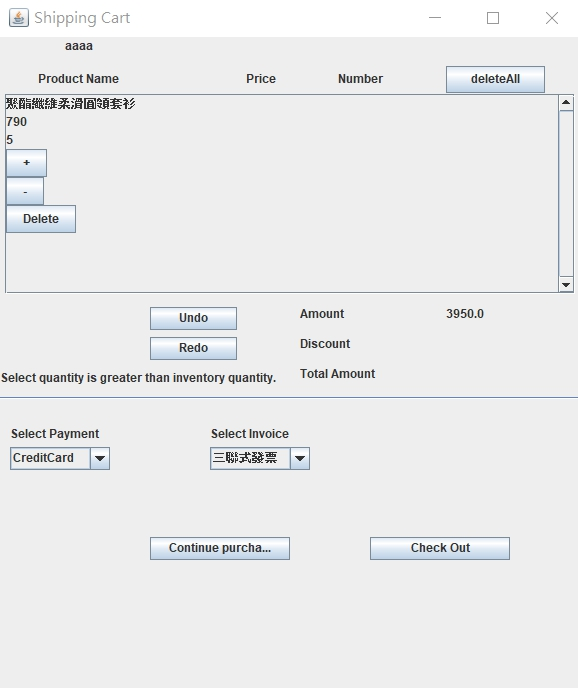 Shipping Cart
aaaa
Product Name Price Number deleteAll
聚酯纖維柔滑圓領套衫
790
5
+
-
Delete
Undo Amount 3950.0
Redo Discount
Select quantity is greater than inventory quantity. Total Amount
Select Payment Select Invoice
CreditCard 三聯式發票
Continue purcha... Check Out